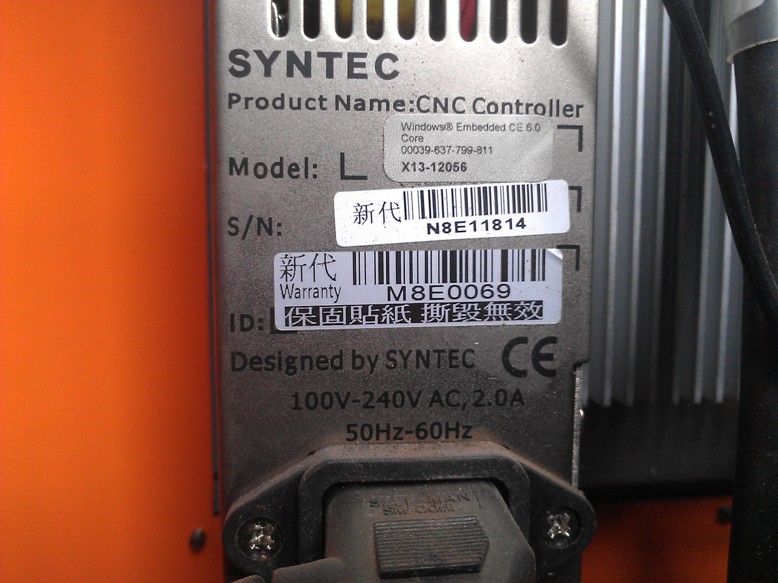 SYNTEC
Product Name:CNC Controller
Windows® Embedded CE 6.0
Core
00039-637-799-811
X13-12056
Model:
新代
N8E11814
S/N:
新代
Warranty
M8E0069
保固貼紙 撕毀無效
ID:
Designed by SYNTEC CE
100V-240V AC, 2.0A
50Hz-60Hz